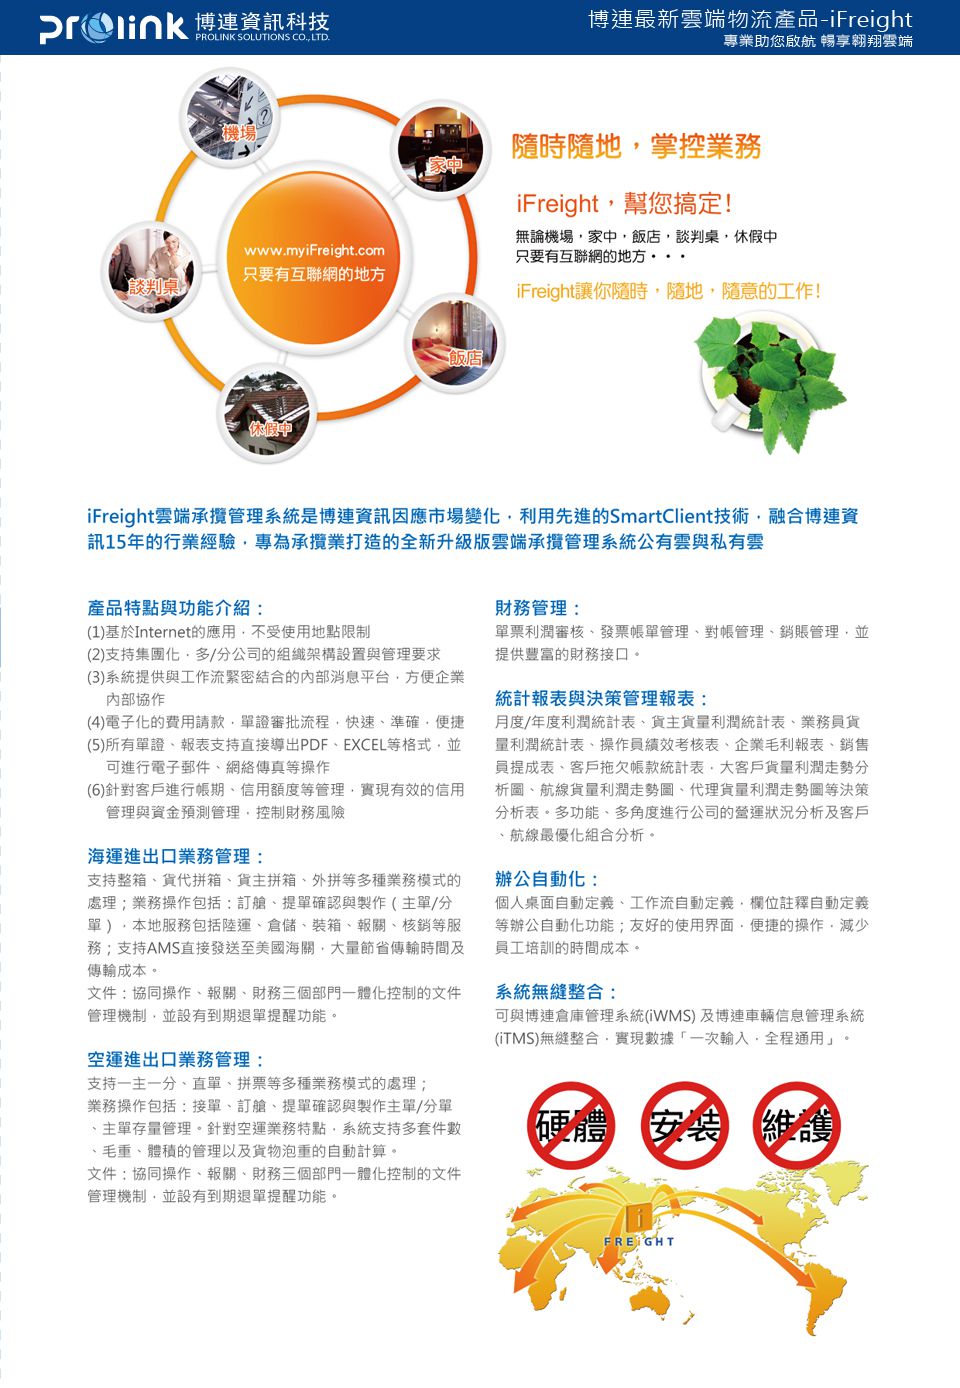 Prolink 博連資訊科技
PROLINK SOLUTIONS CO., LTD.
博連最新雲端物流產品-iFreight
專業助您啟航 暢享翱翔雲端
機場
家中
談判桌
飯店
休假中
www.myiFreight.com
只要有互聯網的地方
隨時隨地，掌控業務
iFreight，幫您搞定！
無論機場，家中，飯店，談判桌，休假中
只要有互聯網的地方・・・
iFreight讓你隨時，隨地，隨意的工作！
iFreight雲端承攬管理系統是博連資訊因應市場變化，利用先進的SmartClient技術，融合博連資
訊15年的行業經驗，專為承攬業打造的全新升級版雲端承攬管理系統公有雲與私有雲
產品特點與功能介紹：
(1)基於Internet的應用，不受使用地點限制
(2)支持集團化，多/分公司的組織架構設置與管理要求
(3)系統提供與工作流緊密結合的內部消息平台，方便企業
內部協作
(4)電子化的費用請款，單證審批流程，快速、準確，便捷
(5)所有單證、報表支持直接導出PDF、EXCEL等格式，並
可進行電子郵件、網絡傳真等操作
(6)針對客戶進行帳期、信用額度等管理，實現有效的信用
管理與資金預測管理，控制財務風險
海運進出口業務管理：
支持整箱、貨代拼箱、貨主拼箱、外拼等多種業務模式的
處理；業務操作包括：訂艙、提單確認與製作（主單/分
單），本地服務包括陸運、倉儲、裝箱、報關、核銷等服
務；支持AMS直接發送至美國海關，大量節省傳輸時間及
傳輸成本。
文件：協同操作、報關、財務三個部門一體化控制的文件
管理機制，並設有到期退單提醒功能。
空運進出口業務管理：
支持一主一分、直單、拼票等多種業務模式的處理；
業務操作包括：接單、訂艙、提單確認與製作主單/分單
、主單存量管理。針對空運業務特點，系統支持多套件數
、毛重、體積的管理以及貨物泡重的自動計算。
文件：協同操作、報關、財務三個部門一體化控制的文件
管理機制，並設有到期退單提醒功能。
財務管理：
單票利潤審核、發票帳單管理、對帳管理、銷賬管理，並
提供豐富的財務接口。
統計報表與決策管理報表：
月度/年度利潤統計表、貨主貨量利潤統計表、業務員貨
量利潤統計表、操作員績效考核表、企業毛利報表、銷售
員提成表、客戶拖欠帳款統計表，大客戶貨量利潤走勢分
析圖、航線貨量利潤走勢圖、代理貨量利潤走勢圖等決策
分析表。多功能、多角度進行公司的營運狀況分析及客戶
、航線最優化組合分析。
辦公自動化：
個人桌面自動定義、工作流自動定義，欄位註釋自動定義
等辦公自動化功能；友好的使用界面，便捷的操作，減少
員工培訓的時間成本。
系統無縫整合：
可與博連倉庫管理系統(iWMS) 及博連車輛信息管理系統
(iTMS)無縫整合，實現數據「一次輸入，全程通用」。
硬體 安裝 維護
i
FREiGHT